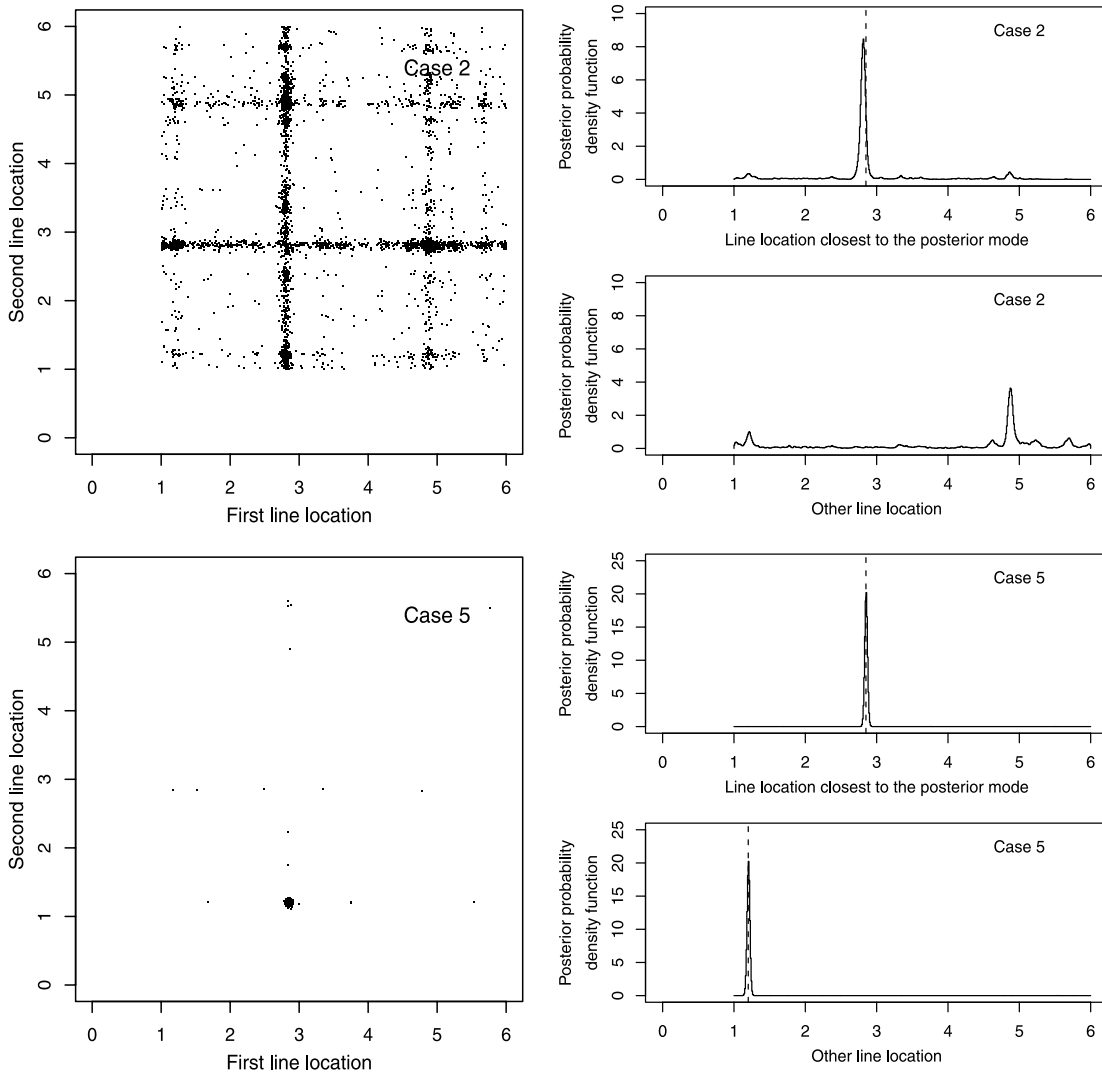 Case 2
Second line location
0 1 2 3 4 5 6
0 1 2 3 4 5 6
First line location
Case 2
Posterior probability
density function
0 2 4 6 8 10
0 1 2 3 4 5 6
Line location closest to the posterior mode
Case 2
Posterior probability
density function
0 2 4 6 8 10
0 1 2 3 4 5 6
Other line location
Case 5
Second line location
0 1 2 3 4 5 6
0 1 2 3 4 5 6
First line location
Case 5
Posterior probability
density function
0 5 10 15 20 25
0 1 2 3 4 5 6
Line location closest to the posterior mode
Case 5
Posterior probability
density function
0 5 10 15 20 25
0 1 2 3 4 5 6
Other line location